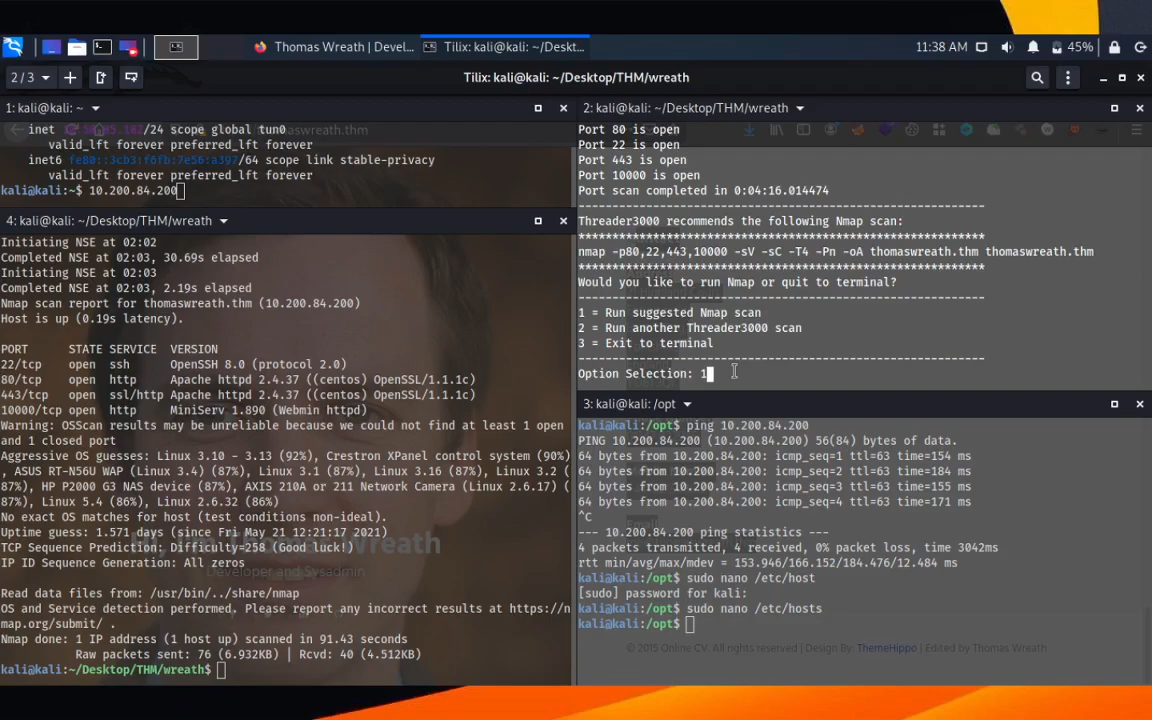 Thomas Wreath | Devel...
Tilix: kali@kali: ~/Deskt...
11:38 AM
45%
2/3
Tilix: kali@kali: ~/Desktop/THM/wreath
1: kali@kali: ~
inet /24 scope global tun0
valid_lft forever preferred_lft forever
inet6 fe80::3cb3:f6fb:7e56:a397/64 scope link stable-privacy
valid_lft forever preferred_lft forever
kali@kali:~$ 10.200.84.200
4: kali@kali: ~/Desktop/THM/wreath
Initiating NSE at 02:02
Completed NSE at 02:03, 30.69s elapsed
Initiating NSE at 02:03
Completed NSE at 02:03, 2.19s elapsed
Nmap scan report for thomaswreath.thm (10.200.84.200)
Host is up (0.19s latency).
PORT STATE SERVICE VERSION
22/tcp open ssh OpenSSH 8.0 (protocol 2.0)
80/tcp open http Apache httpd 2.4.37 ((centos) OpenSSL/1.1.1c)
443/tcp open ssl/http Apache httpd 2.4.37 ((centos) OpenSSL/1.1.1c)
10000/tcp open http MiniServ 1.890 (Webmin httpd)
Warning: OSScan results may be unreliable because we could not find at least 1 open
and 1 closed port
Aggressive OS guesses: Linux 3.10 - 3.13 (92%), Crestron XPanel control system (90%)
, ASUS RT-N56U WAP (Linux 3.4) (87%), Linux 3.1 (87%), Linux 3.16 (87%), Linux 3.2 (
87%), HP P2000 G3 NAS device (87%), AXIS 210A or 211 Network Camera (Linux 2.6.17) (
87%), Linux 5.4 (86%), Linux 2.6.32 (86%)
No exact OS matches for host (test conditions non-ideal).
Uptime guess: 1.571 days (since Fri May 21 12:21:17 2021)
TCP Sequence Prediction: Difficulty=258 (Good luck!)
IP ID Sequence Generation: All zeros
Read data files from: /usr/bin/../share/nmap
OS and Service detection performed. Please report any incorrect results at https://n
map.org/submit/ .
Nmap done: 1 IP address (1 host up) scanned in 91.43 seconds
Raw packets sent: 76 (6.932KB) | Rcvd: 40 (4.512KB)
kali@kali:~/Desktop/THM/wreath$
Wreath
Developer and Sysadmin
2: kali@kali: ~/Desktop/THM/wreath
Port 80 is open
Port 22 is open
Port 443 is open
Port 10000 is open
Port scan completed in 0:04:16.014474
------------------------------------------------------------
Threader3000 recommends the following Nmap scan:
************************************************************
nmap -p80,22,443,10000 -sV -sC -T4 -Pn -oA thomaswreath.thm thomaswreath.thm
************************************************************
Would you like to run Nmap or quit to terminal?
------------------------------------------------------------
1 = Run suggested Nmap scan
2 = Run another Threader3000 scan
3 = Exit to terminal
------------------------------------------------------------
Option Selection: 1
3: kali@kali: /opt
kali@kali:/opt$ ping 10.200.84.200
PING 10.200.84.200 (10.200.84.200) 56(84) bytes of data.
64 bytes from 10.200.84.200: icmp_seq=1 ttl=63 time=154 ms
64 bytes from 10.200.84.200: icmp_seq=2 ttl=63 time=184 ms
64 bytes from 10.200.84.200: icmp_seq=3 ttl=63 time=155 ms
64 bytes from 10.200.84.200: icmp_seq=4 ttl=63 time=171 ms
^C
--- 10.200.84.200 ping statistics ---
4 packets transmitted, 4 received, 0% packet loss, time 3042ms
rtt min/avg/max/mdev = 153.946/166.152/184.476/12.484 ms
kali@kali:/opt$ sudo nano /etc/host
[sudo] password for kali:
kali@kali:/opt$ sudo nano /etc/hosts
kali@kali:/opt$
© 2015 Online CV. All rights reserved | Design By: ThemeHippo | Edited by Thomas Wreath